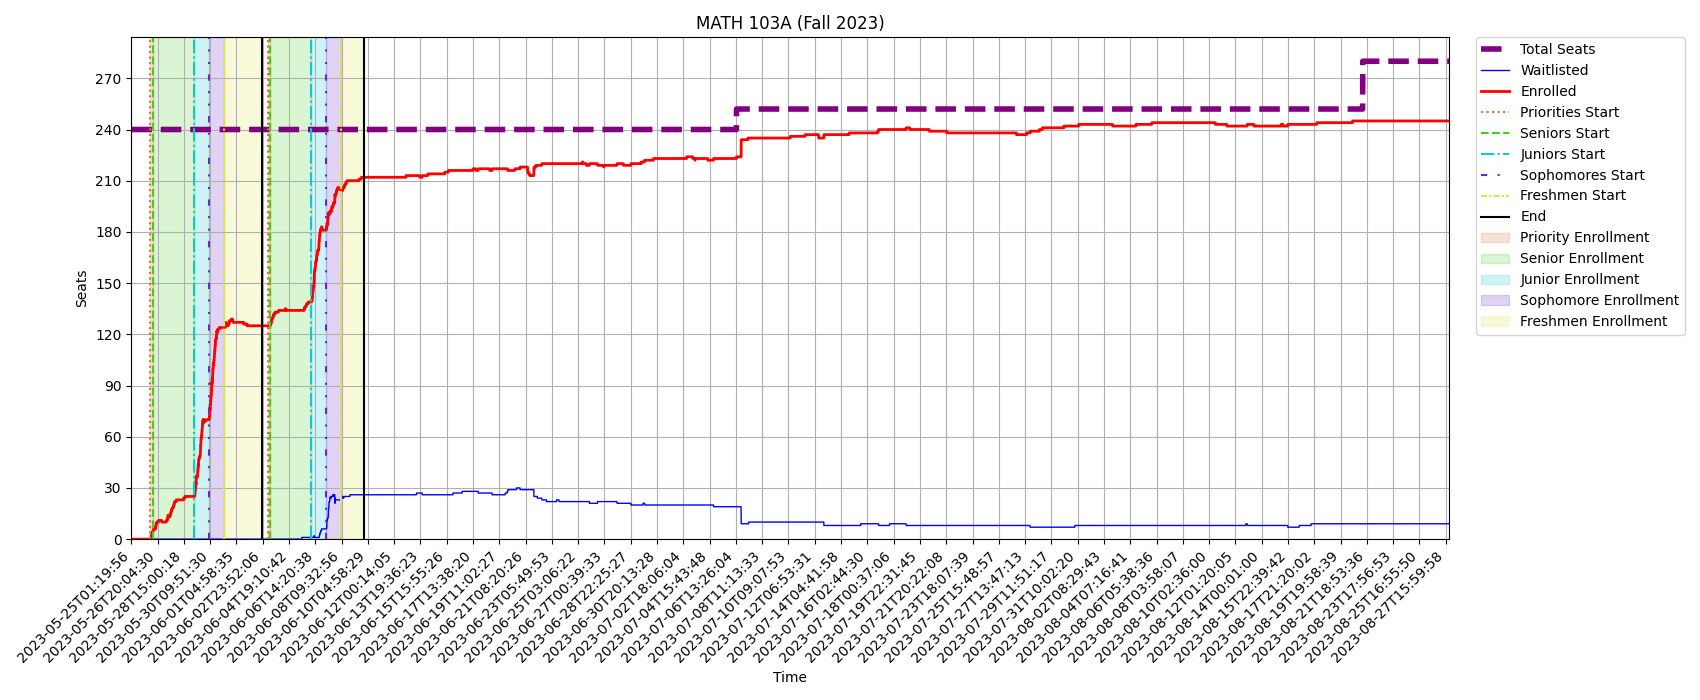 MATH 103A (Fall 2023)
Seats
270
240
210
180
150
120
90
60
30
0
2023-05-25T01:19:56
2023-05-26T20:04:30
2023-05-28T15:00:18
2023-05-30T09:51:30
2023-06-01T04:58:35
2023-06-02T23:52:06
2023-06-04T19:10:42
2023-06-06T14:20:38
2023-06-08T09:32:56
2023-06-10T04:58:29
2023-06-12T00:14:05
2023-06-13T19:36:23
2023-06-15T15:55:26
2023-06-17T13:38:20
2023-06-19T11:02:27
2023-06-21T08:20:26
2023-06-23T05:49:53
2023-06-25T03:06:22
2023-06-27T00:39:33
2023-06-28T22:25:27
2023-06-30T20:13:28
2023-07-02T18:06:04
2023-07-04T15:43:48
2023-07-06T13:26:04
2023-07-08T11:13:33
2023-07-10T09:07:53
2023-07-12T06:53:31
2023-07-14T04:41:58
2023-07-16T02:44:30
2023-07-18T00:37:06
2023-07-19T22:31:45
2023-07-21T20:22:08
2023-07-23T18:07:39
2023-07-25T15:48:57
2023-07-27T13:47:13
2023-07-29T11:51:17
2023-07-31T10:02:20
2023-08-02T08:29:43
2023-08-04T07:16:41
2023-08-06T05:38:36
2023-08-08T03:58:07
2023-08-10T02:36:00
2023-08-12T01:20:05
2023-08-14T00:01:00
2023-08-15T22:39:42
2023-08-17T21:20:02
2023-08-19T19:58:39
2023-08-21T18:53:36
2023-08-23T17:56:53
2023-08-25T16:55:50
2023-08-27T15:59:58
Time
Total Seats
Waitlisted
Enrolled
Priorities Start
Seniors Start
Juniors Start
Sophomores Start
Freshmen Start
End
Priority Enrollment
Senior Enrollment
Junior Enrollment
Sophomore Enrollment
Freshmen Enrollment